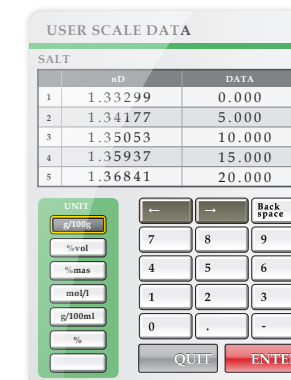 USER SCALE DATA
SALT
nD DATA
1 1.33299 0.000
2 1.34177 5.000
3 1.35053 10.000
4 1.35937 15.000
5 1.36841 20.000
UNIT
g/100g
%vol
%mas
mol/l
g/100ml
%
← → Back space
7 8 9
4 5 6
1 2 3
0 . -
QUIT ENTE